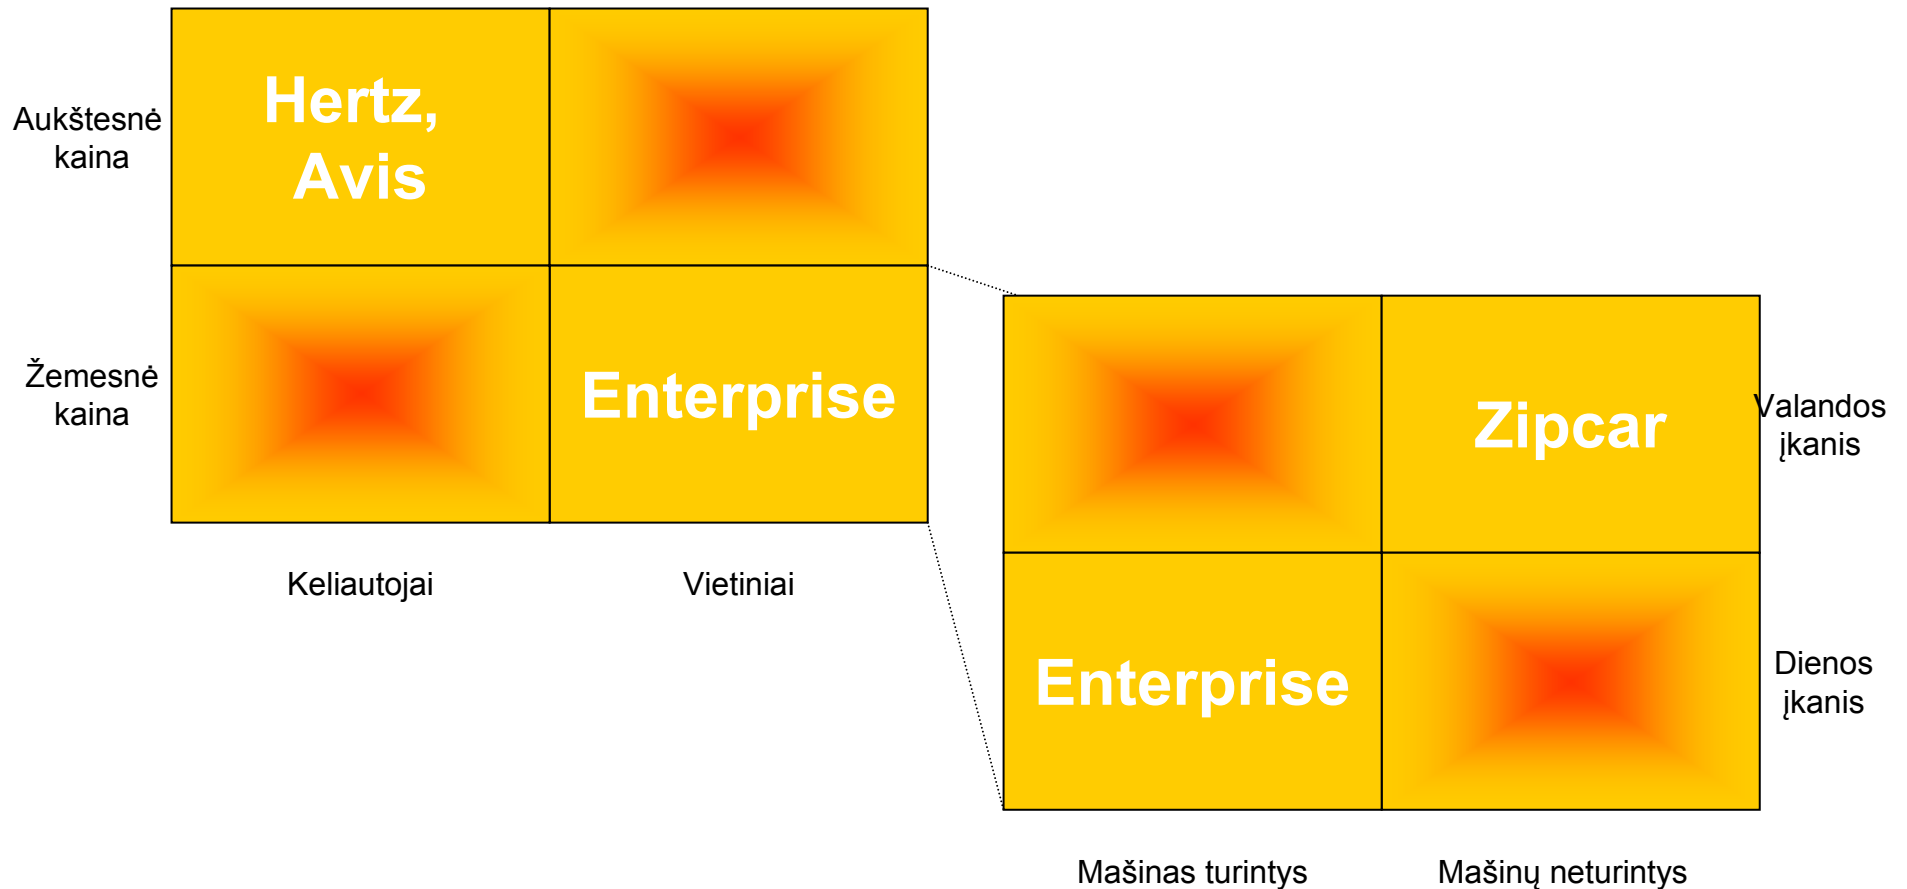 Aukštesnė
kaina
Hertz,
Avis
Žemesnė
kaina
Enterprise
Keliautojai
Vietiniai
Zipcar
Valandos
įkanis
Enterprise
Dienos
įkanis
Mašinas turintys
Mašinų neturintys